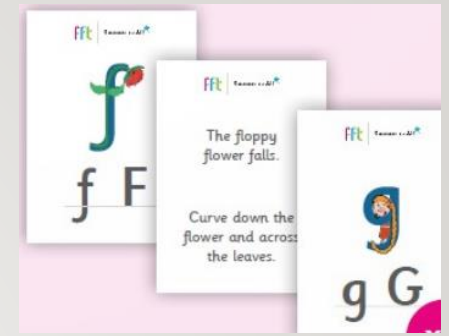 fft
f F
fft
The floppy
flower falls.
Curve down the
flower and across
the leaves.
fft
g G